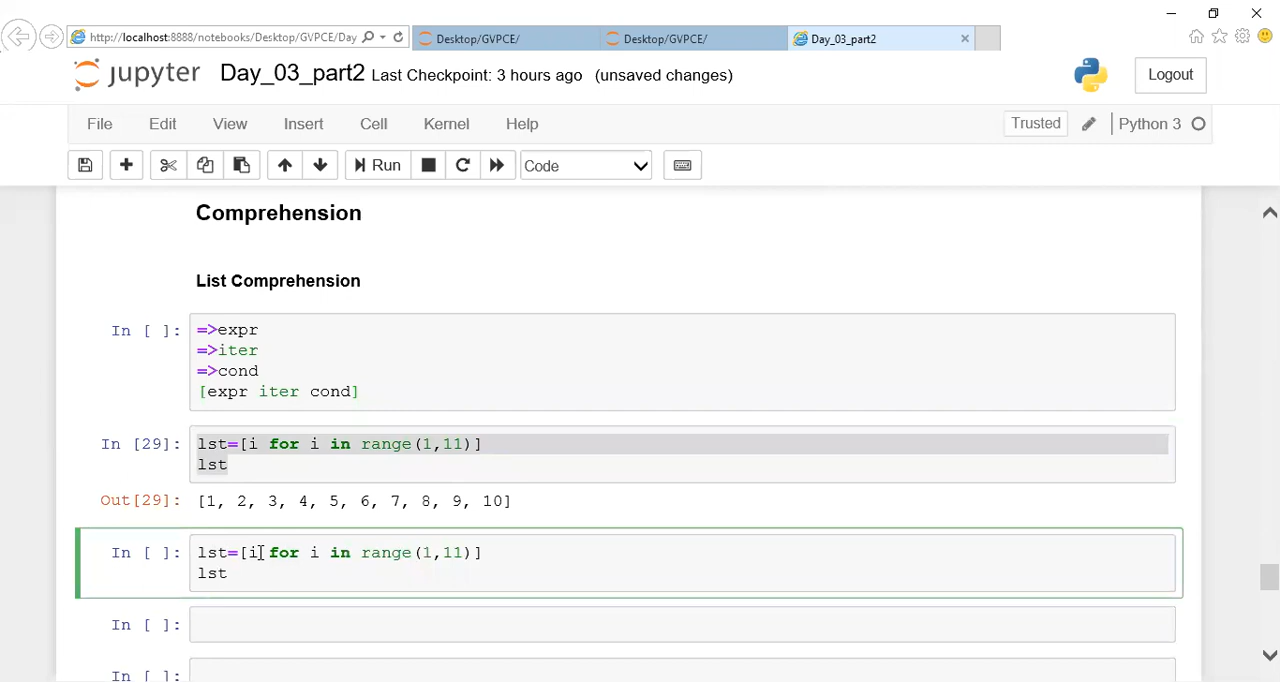 http://localhost:8888/notebooks/Desktop/GVPCE/Day
Desktop/GVPCE/
Desktop/GVPCE/
Day_03_part2
jupyter Day_03_part2 Last Checkpoint: 3 hours ago (unsaved changes)
Logout
File Edit View Insert Cell Kernel Help
Trusted
Python 3
Run
Code
Comprehension
List Comprehension
In [ ]:
=>expr
=>iter
=>cond
[expr iter cond]
In [29]: lst=[i for i in range(1,11)]
lst
Out[29]: [1, 2, 3, 4, 5, 6, 7, 8, 9, 10]
In [ ]: lst=[i for i in range(1,11)]
lst
In [ ]:
In [ ]: